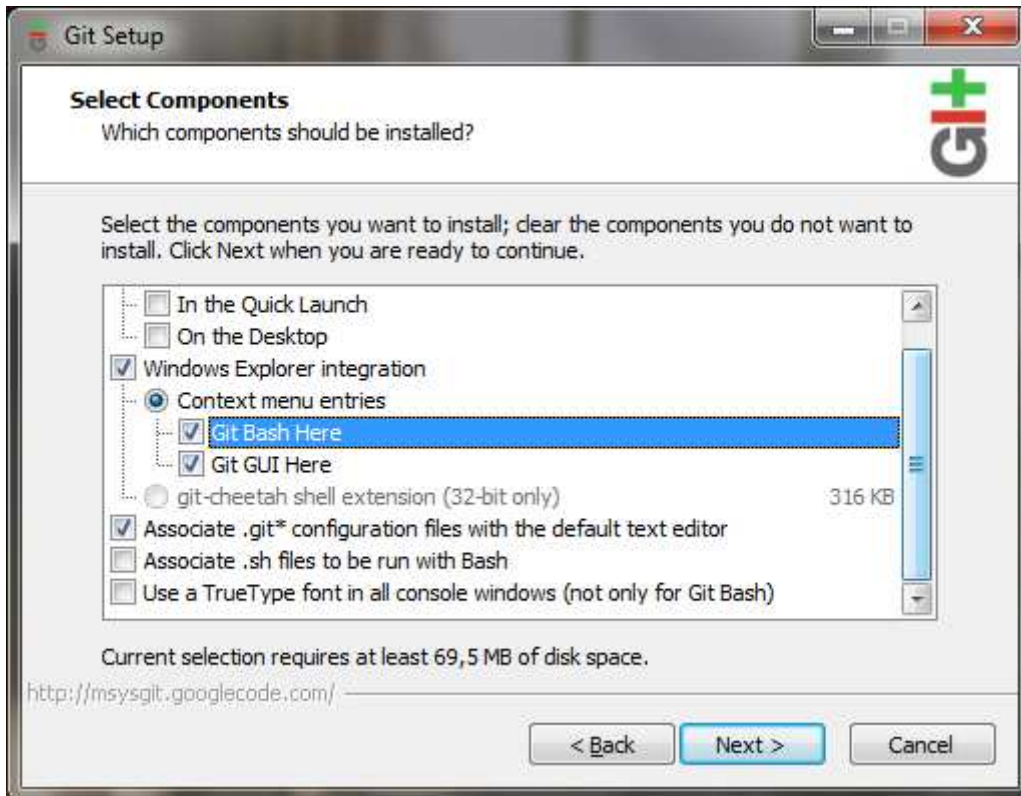 Git Setup
Select Components
Which components should be installed?
GIt
Select the components you want to install; clear the components you do not want to
install. Click Next when you are ready to continue.
In the Quick Launch
On the Desktop
Windows Explorer integration
Context menu entries
Git Bash Here
Git GUI Here
git-cheetah shell extension (32-bit only) 316 KB
Associate .git* configuration files with the default text editor
Associate .sh files to be run with Bash
Use a TrueType font in all console windows (not only for Git Bash)
Current selection requires at least 69,5 MB of disk space.
http://msysgit.googlecode.com/
< Back Next > Cancel